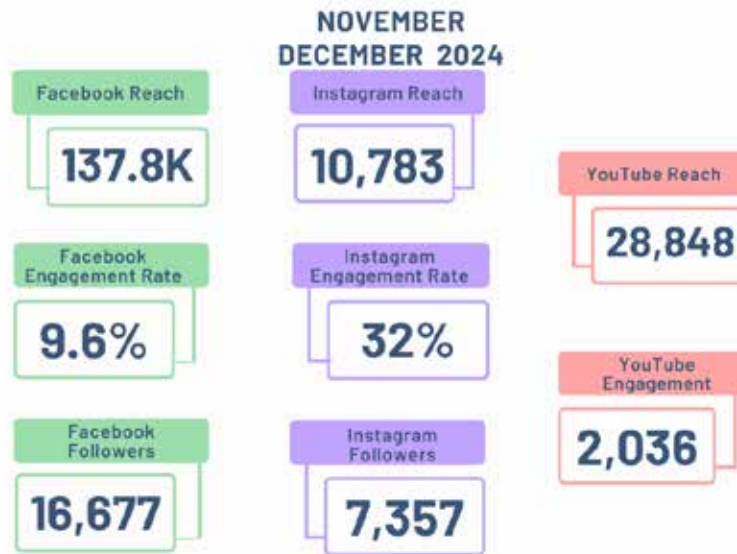 NOVEMBER
DECEMBER 2024
Facebook Reach
137.8K
Facebook
Engagement Rate
9.6%
Facebook
Followers
16,677
Instagram Reach
10,783
Instagram
Engagement Rate
32%
Instagram
Followers
7,357
YouTube Reach
28,848
YouTube
Engagement
2,036